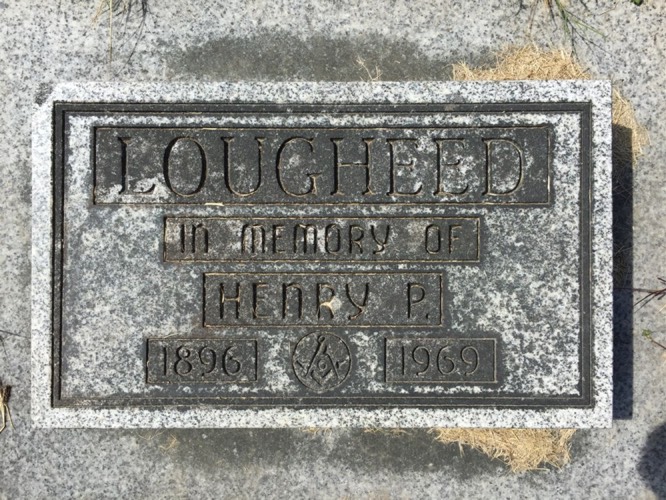 LOUGHEED
IN MEMORY OF
HENRY P.
1896 1969